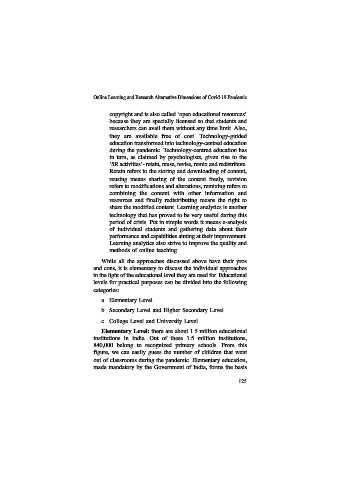 Online Learning and Research Alternative Dimensions of Covid-19 Pandemic
copyright and is also called 'open educational resources'
because they are specially licensed so that students and
researchers can avail them without any time limit. Also,
they are available free of cost. Technology-guided
education transformed into technology-centred education
during the pandemic. Technology-centred education has
in turn, as claimed by psychologists, given rise to the
'5R activities'- retain, reuse, revise, remix and redistribute.
Retain refers to the storing and downloading of content,
reusing means sharing of the content freely, revision
refers to modifications and alterations, remixing refers to
combining the content with other information and
resources and finally redistributing means the right to
share the modified content. Learning analytics is another
technology that has proved to be very useful during this
period of crisis. Put in simple words it means e-analysis
of individual students and gathering data about their
performance and capabilities aiming at their improvement.
Learning analytics also strive to improve the quality and
methods of online teaching.
While all the approaches discussed above have their pros
and cons, it is elementary to discuss the individual approaches
in the light of the educational level they are used for. Educational
levels for practical purposes can be divided into the following
categories:
a Elementary Level
b Secondary Level and Higher Secondary Level
c College Level and University Level
Elementary Level: there are about 1.5 million educational
institutions in India. Out of these 1.5 million institutions,
840,000 belong to recognized primary schools. From this
figure, we can easily guess the number of children that went
out of classrooms during the pandemic. Elementary education,
made mandatory by the Government of India, forms the basis
125